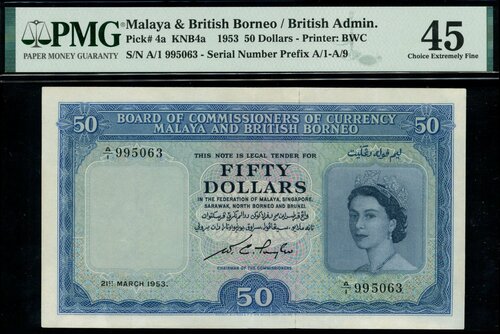 PMG
PAPER MONEY GUARANTY
Malaya & British Borneo / British Admin.
Pick# 4a KNB4a 1953 50 Dollars - Printer: BWC
S/N A/1 995063 - Serial Number Prefix A/1-A/9
45
Choice Extremely Fine
50
BOARD OF COMMISSIONERS OF CURRENCY
MALAYA AND BRITISH BORNEO
50
A/1 995063
THIS NOTE IS LEGAL TENDER FOR
ليم ڤوله رڠݢيت
FIFTY
DOLLARS
IN THE FEDERATION OF MALAYA, SINGAPORE,
SARAWAK, NORTH BORNEO AND BRUNEI.
CHAIRMAN OF THE COMMISSIONERS
21ST MARCH 1953.
A/1 995063
50